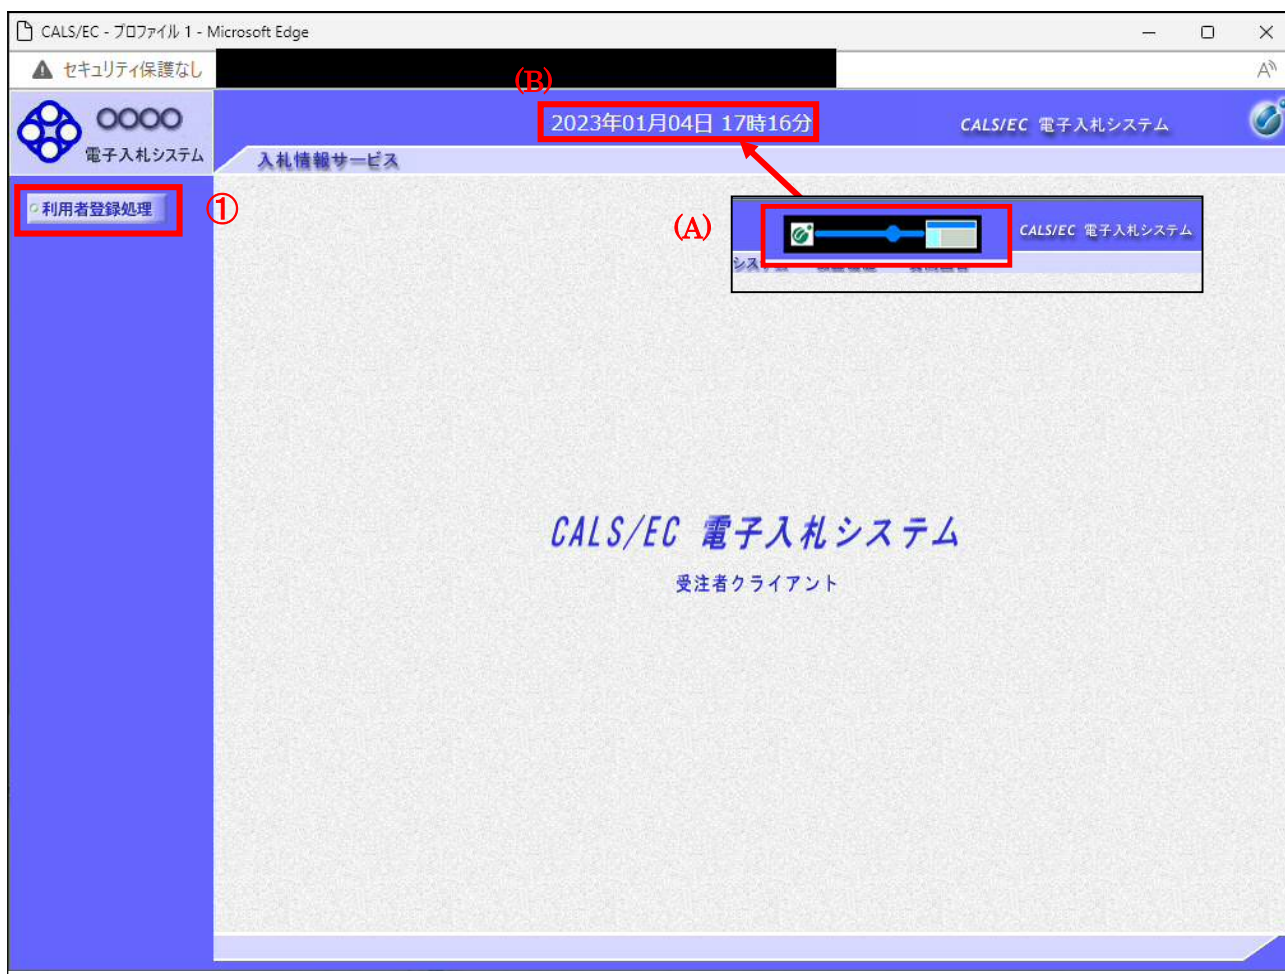 CALS/EC - プロファイル 1 - Microsoft Edge
セキュリティ保護なし
A
(B)
〇〇〇〇
電子入札システム
2023年01月04日 17時16分
CALS/EC 電子入札システム
入札情報サービス
利用者登録処理
①
(A)
CALS/EC 電子入札システム
CALS/EC 電子入札システム
受注者クライアント